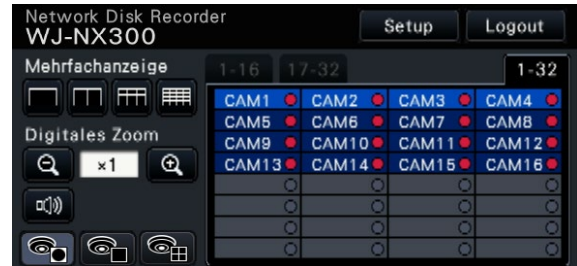 Network Disk Recorder
WJ-NX300
Setup
Logout
Mehrfachanzeige
1-16
17-32
1-32
CAM1
CAM2
CAM3
CAM4
CAM5
CAM6
CAM7
CAM8
CAM9
CAM10
CAM11
CAM12
CAM13
CAM14
CAM15
CAM16
Digitales Zoom
×1